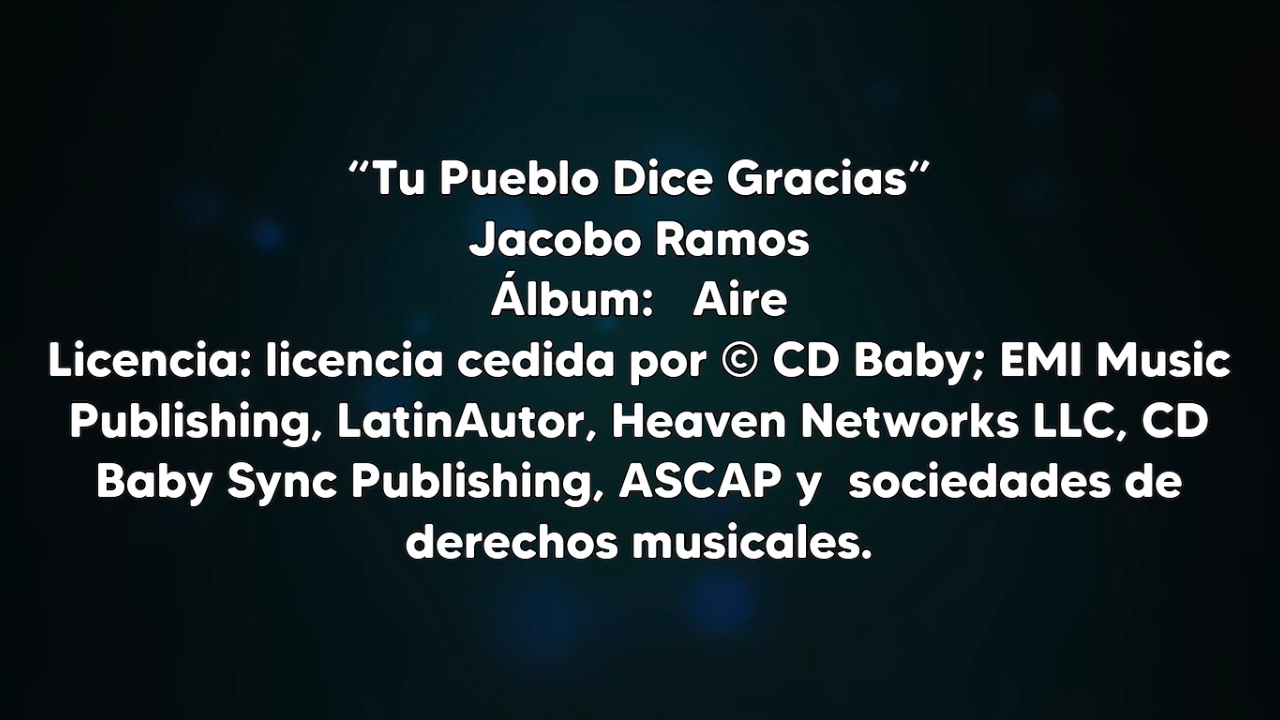 “Tu Pueblo Dice Gracias”
Jacobo Ramos
Álbum:   Aire
Licencia: licencia cedida por © CD Baby; EMI Music
Publishing, LatinAutor, Heaven Networks LLC, CD
Baby Sync Publishing, ASCAP y  sociedades de
derechos musicales.